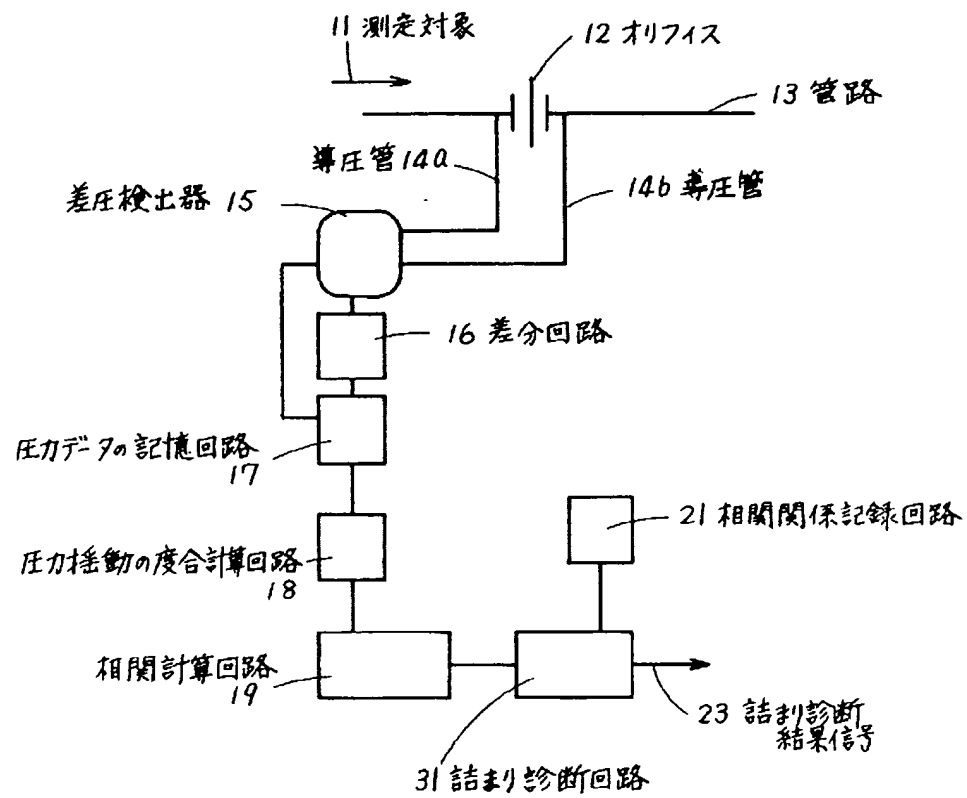 11 測定対象
12 オリフィス
13 管路
導圧管 14a
14b 導圧管
差圧検出器 15
16 差分回路
圧力データの記憶回路
17
21 相関関係記録回路
圧力揺動の度合計算回路
18
相関計算回路
19
23 詰まり診断
結果信号
31 詰まり診断回路